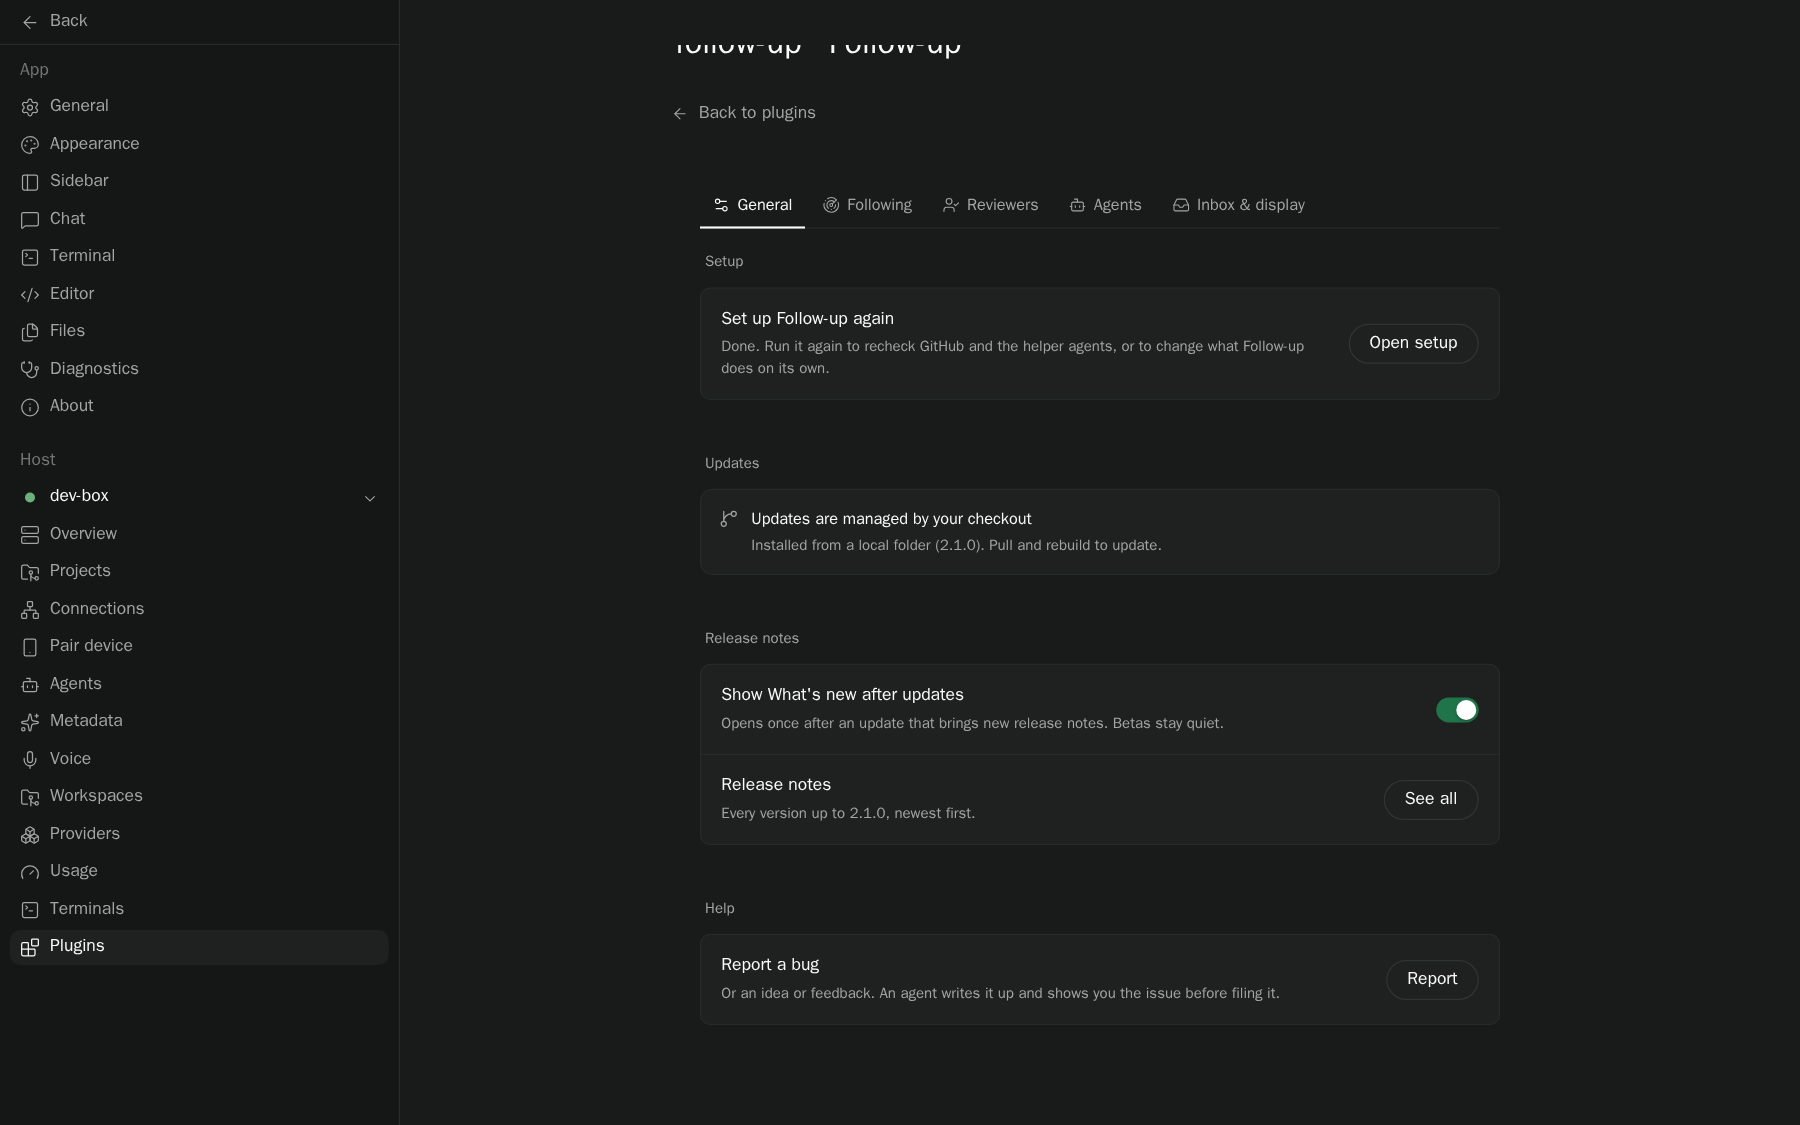 Back
App
General
Appearance
Sidebar
Chat
Terminal
Editor
Files
Diagnostics
About
Host
dev-box
Overview
Projects
Connections
Pair device
Agents
Metadata
Voice
Workspaces
Providers
Usage
Terminals
Plugins
follow-up Follow-up
Back to plugins
General Following Reviewers Agents Inbox & display
Setup
Set up Follow-up again
Done. Run it again to recheck GitHub and the helper agents, or to change what Follow-up
does on its own.
Open setup
Updates
Updates are managed by your checkout
Installed from a local folder (2.1.0). Pull and rebuild to update.
Release notes
Show What's new after updates
Opens once after an update that brings new release notes. Betas stay quiet.
Release notes
Every version up to 2.1.0, newest first.
See all
Help
Report a bug
Or an idea or feedback. An agent writes it up and shows you the issue before filing it.
Report